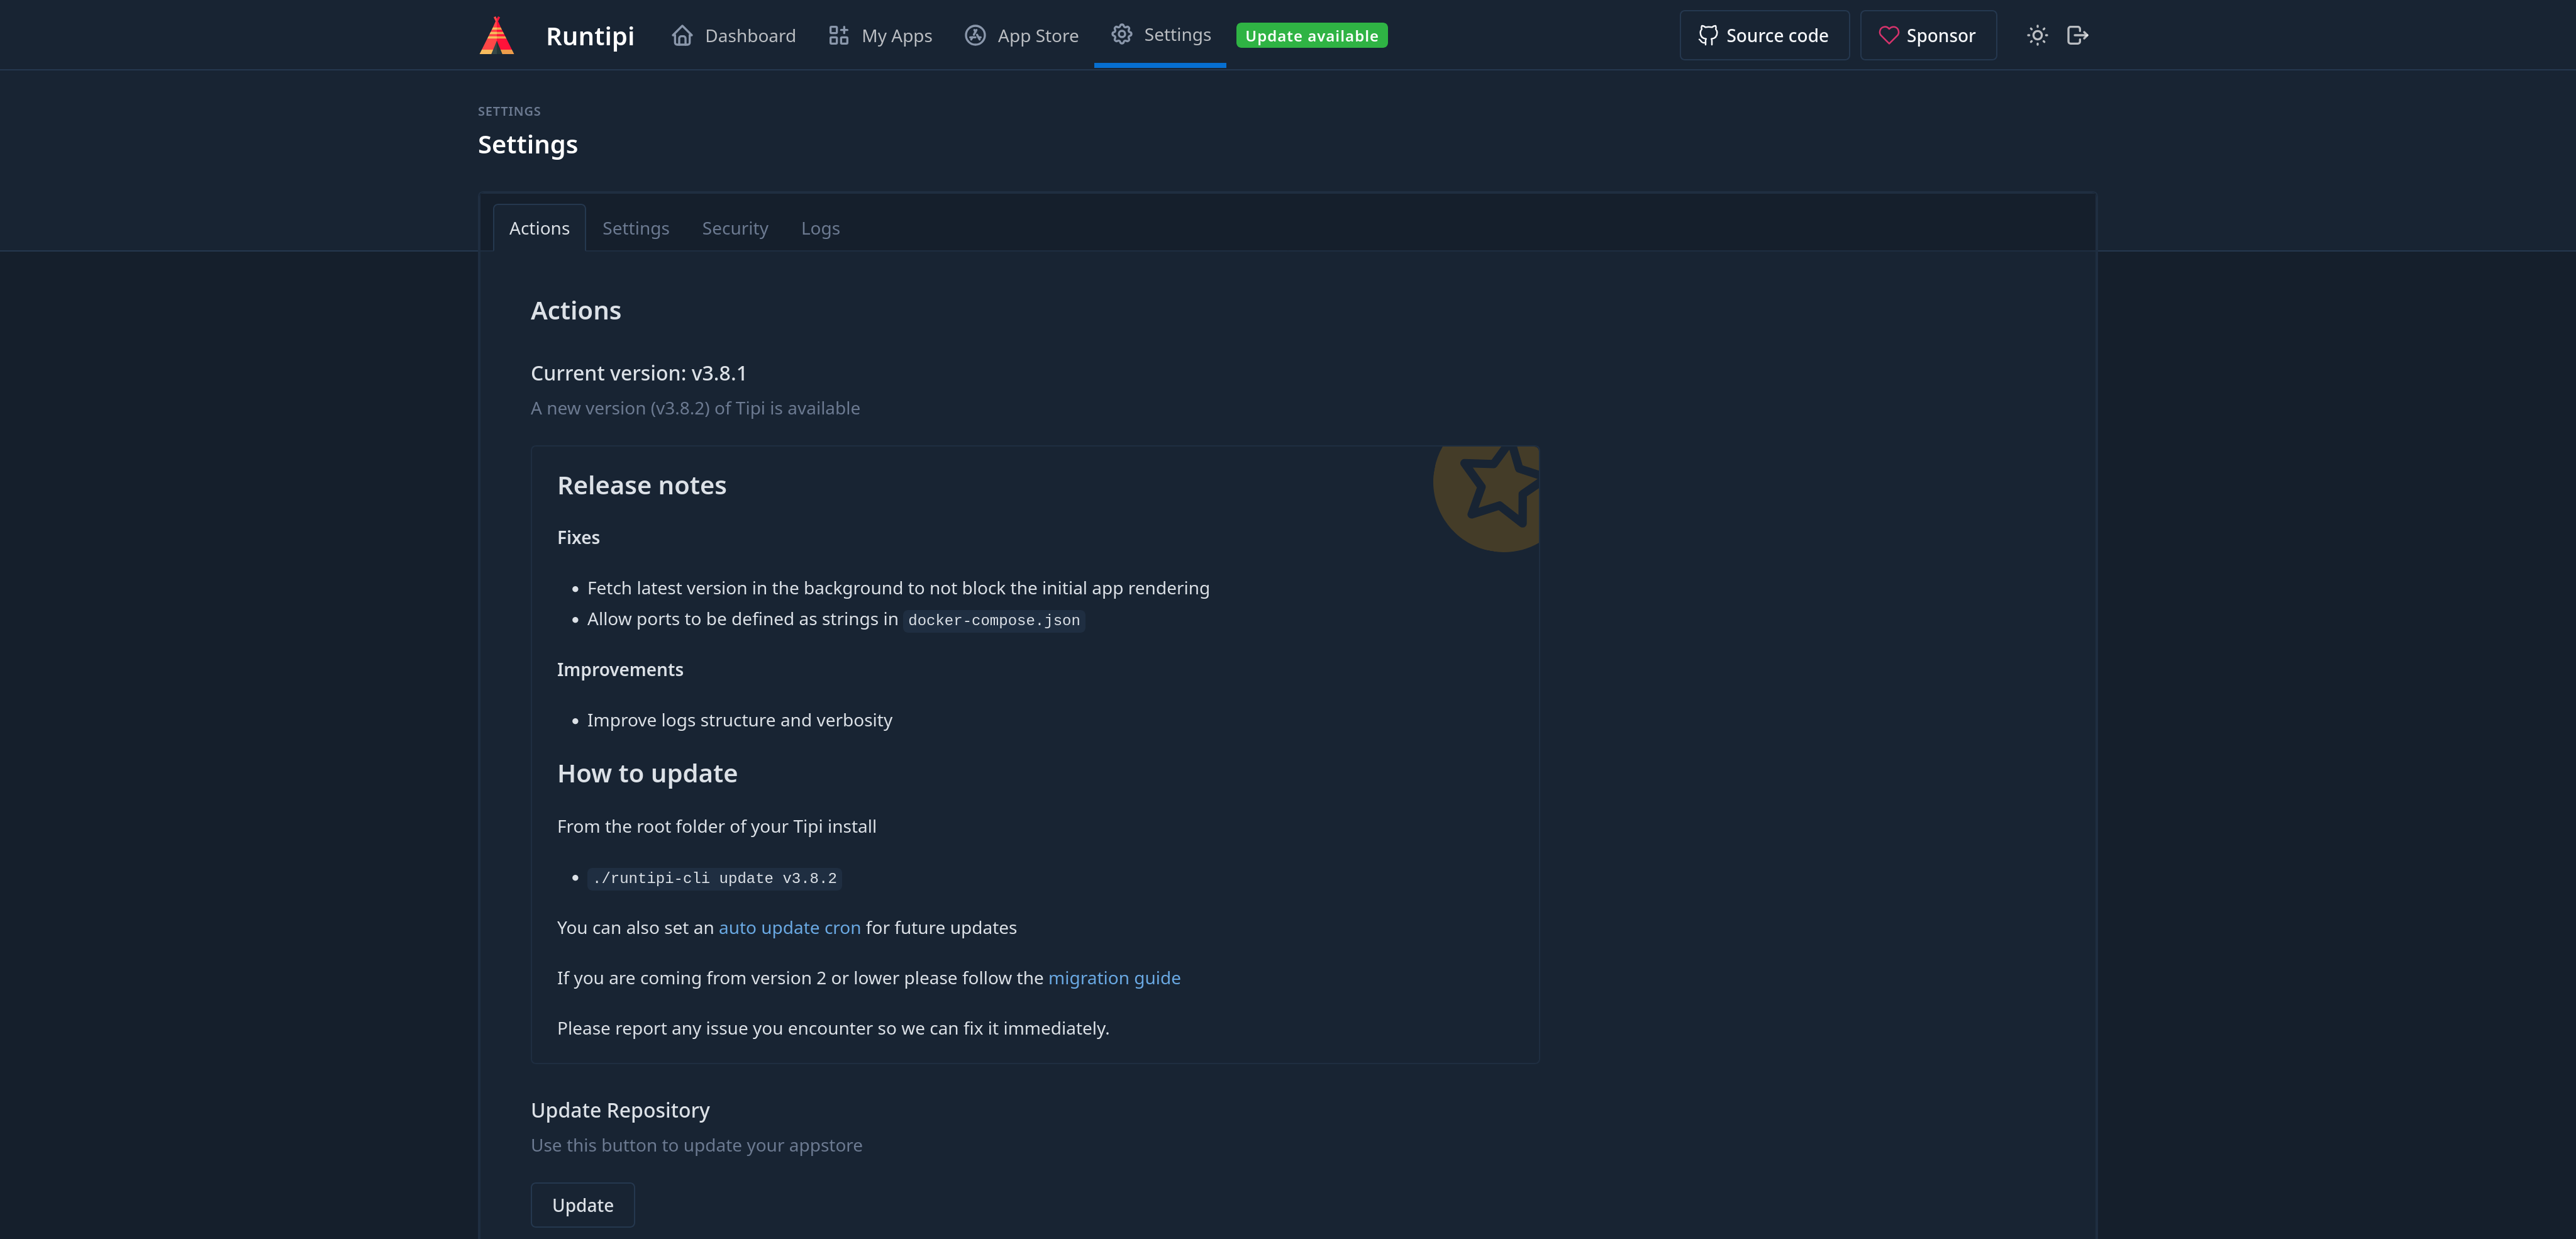 Runtipi
Dashboard
My Apps
App Store
Settings
Update available
Source code
Sponsor
SETTINGS
Settings
Actions
Settings
Security
Logs
Actions
Current version: v3.8.1
A new version (v3.8.2) of Tipi is available
Release notes
Fixes
Fetch latest version in the background to not block the initial app rendering
Allow ports to be defined as strings in docker-compose.json
Improvements
Improve logs structure and verbosity
How to update
From the root folder of your Tipi install
./runtipi-cli update v3.8.2
You can also set an auto update cron for future updates
If you are coming from version 2 or lower please follow the migration guide
Please report any issue you encounter so we can fix it immediately.
Update Repository
Use this button to update your appstore
Update